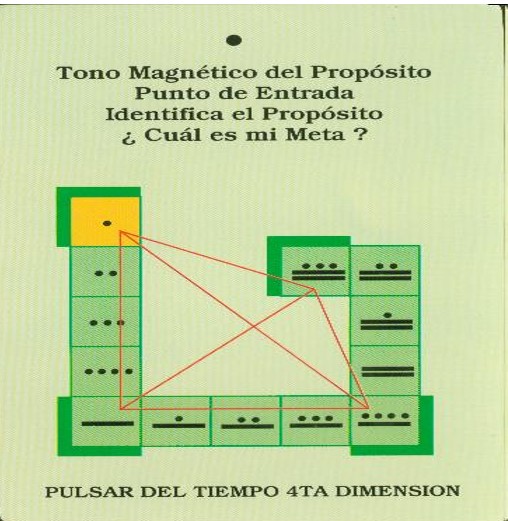 Tono Magnético del Propósito
Punto de Entrada
Identifica el Propósito
¿ Cuál es mi Meta ?
PULSAR DEL TIEMPO 4TA DIMENSION